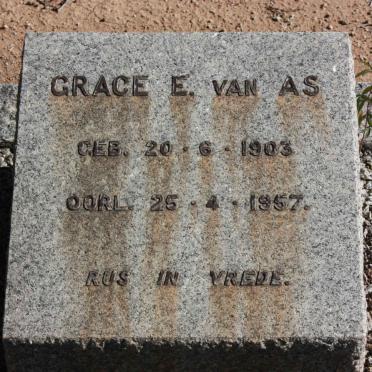 GRACE E. VAN AS
GEB. 20 · 6 · 1903
OORL. 25 · 4 · 1957.
RUS IN VREDE.